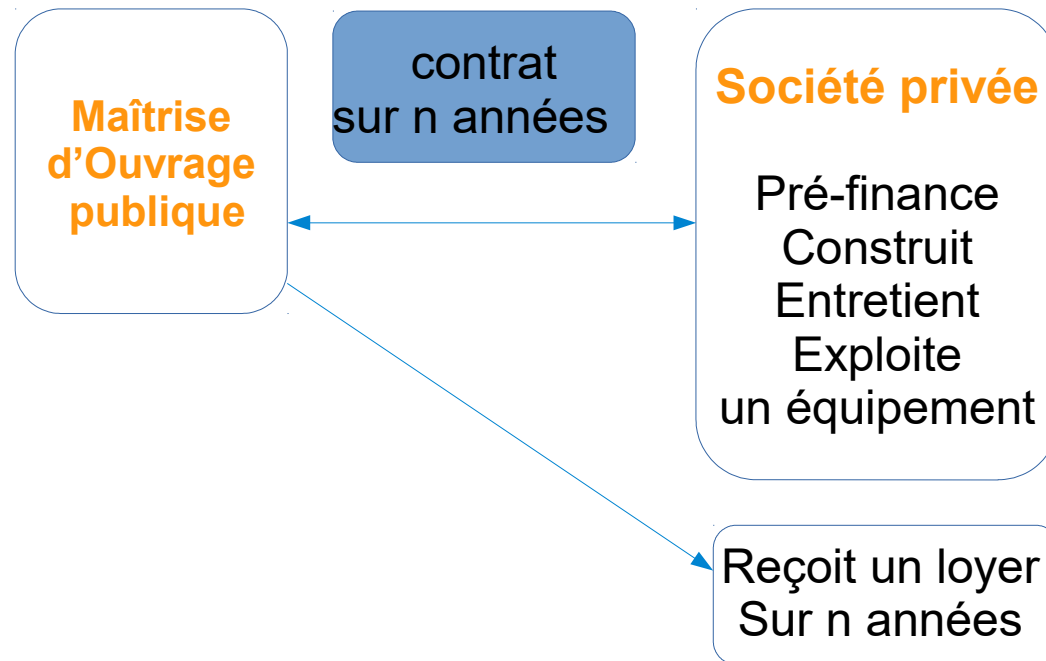 Maîtrise
d’Ouvrage
publique
contrat
sur n années
Société privée
Pré-finance
Construit
Entretient
Exploite
un équipement
Reçoit un loyer
Sur n années